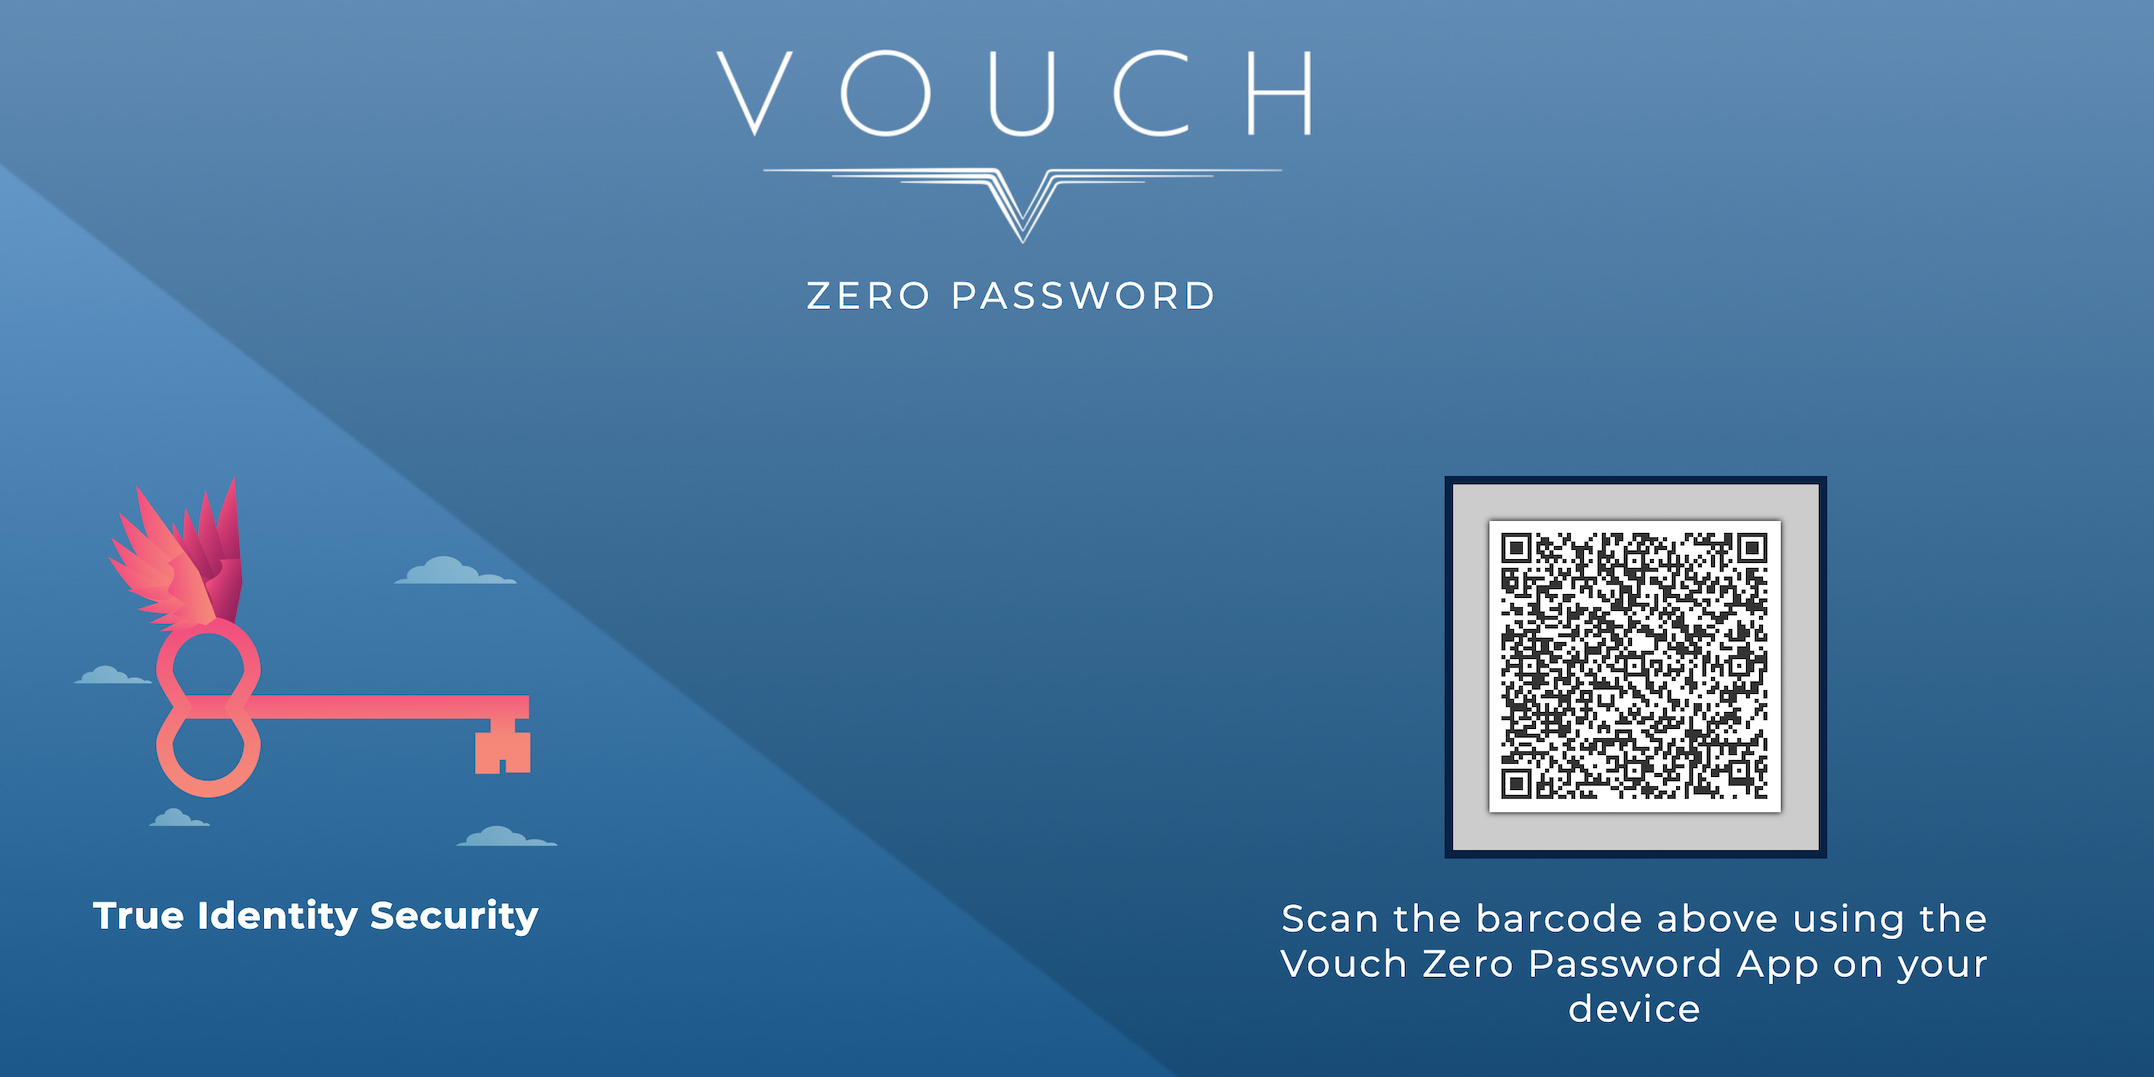 VOUCH
ZERO PASSWORD
True Identity Security
Scan the barcode above using the
Vouch Zero Password App on your
device